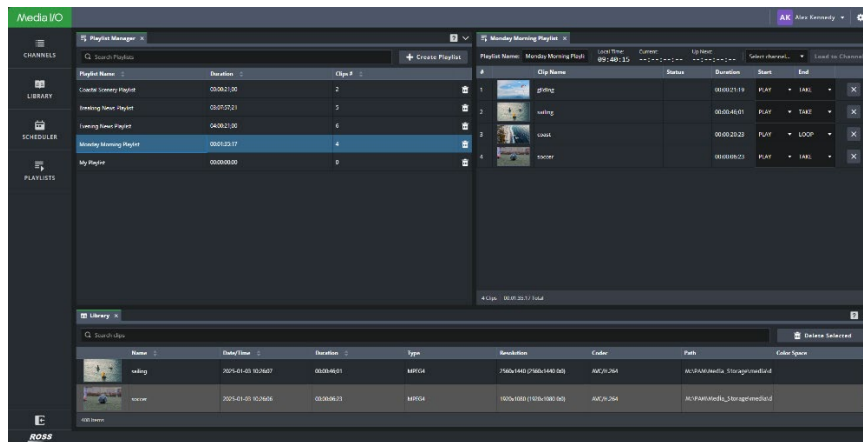 Media I/O
AK Alex Kennedy
CHANNELS
LIBRARY
SCHEDULER
PLAYLISTS
Playlist Manager ×
?
Search Playlists
+ Create Playlist
Playlist Name Duration Clips #
Coastal Scenery Playlist 00:00:21;00 2
Breaking News Playlist 5
Evening News Playlist 04:00:21;00 6
Monday Morning Playlist 00:01:35;17 4
My Playlist 00:00:00;00 0
Monday Morning Playlist ×
Playlist Name: Monday Morning Playli
Local Time: 09:40:15
Current: --:--:--:--
Up Next: --:--:--:--
Select channel...
Load to Channel
# Clip Name Status Duration Start End
1 gliding 00:00:21;19 PLAY TAKE ×
2 sailing 00:00:46;01 PLAY TAKE ×
3 coast 00:00:20;23 PLAY LOOP ×
4 soccer 00:00:06;23 PLAY TAKE ×
4 Clips 00:01:35;17 Total
Library ×
?
Search clips
Delete Selected
Name Date/Time Duration Type Resolution Codec Path Color Space
sailing 2025-01-03 10:26:07 00:00:46;01 MPEG4 2560x1440 (2560x1440 0:0) AVC/H.264
soccer 2025-01-03 10:26:06 00:00:06;23 MPEG4 1920x1080 (1920x1080 0:0) AVC/H.264
408 Items
ROSS